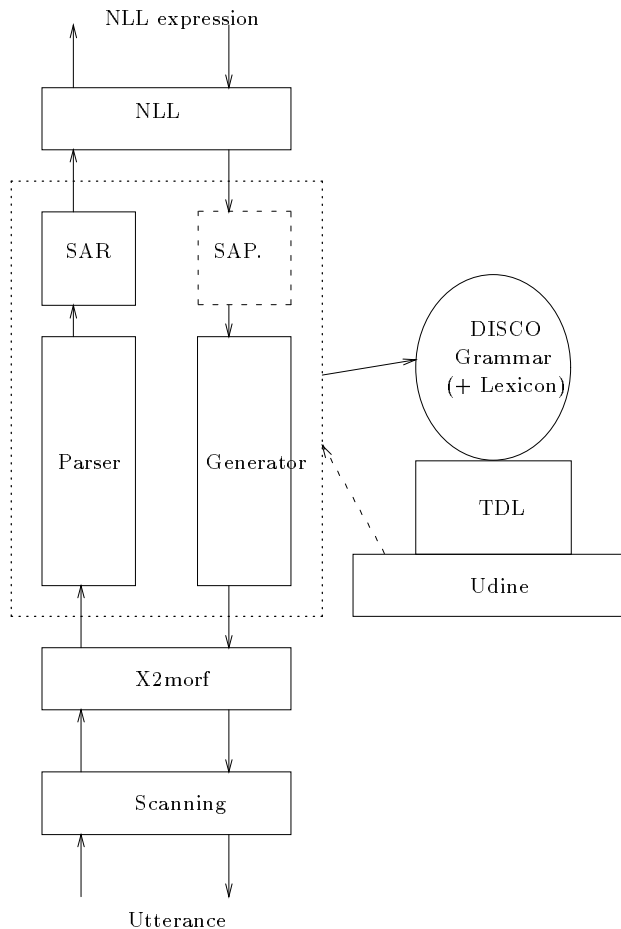 NLL expression
NLL
SAR
SAP.
DISCO
Grammar
(+ Lexicon)
Parser
Generator
TDL
Udine
X2morf
Scanning
Utterance